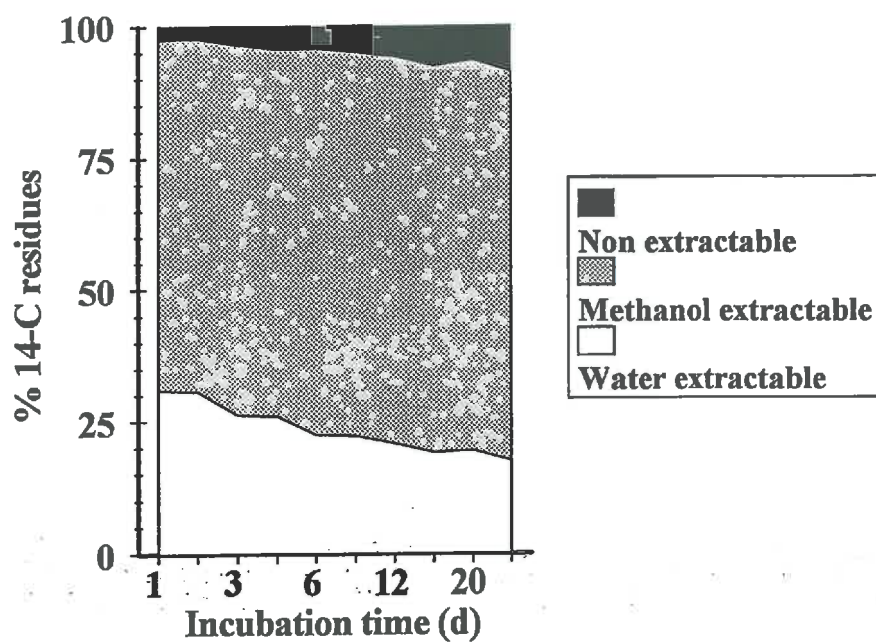 100
75
50
25
0
% 14-C residues
1 3 6 12 20
Incubation time (d)
Non extractable
Methanol extractable
Water extractable